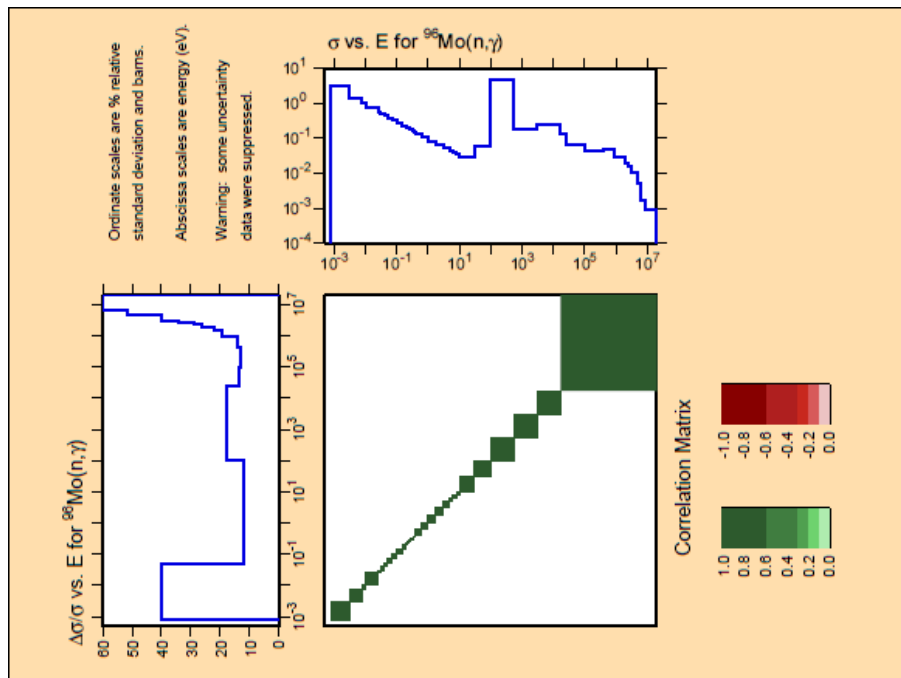 σ vs. E for ⁹⁶Mo(n,γ)
Ordinate scales are % relative
standard deviation and barns.
Abscissa scales are energy (eV).
Warning: some uncertainty
data were suppressed.
10¹
10⁰
10⁻¹
10⁻²
10⁻³
10⁻⁴
10⁻³ 10⁻¹ 10¹ 10³ 10⁵ 10⁷
Δσ/σ vs. E for ⁹⁶Mo(n,γ)
60 50 40 30 20 10 0
10⁻³ 10⁻¹ 10¹ 10³ 10⁵ 10⁷
Correlation Matrix
-1.0 -0.8 -0.6 -0.4 -0.2 0.0
1.0 0.8 0.6 0.4 0.2 0.0